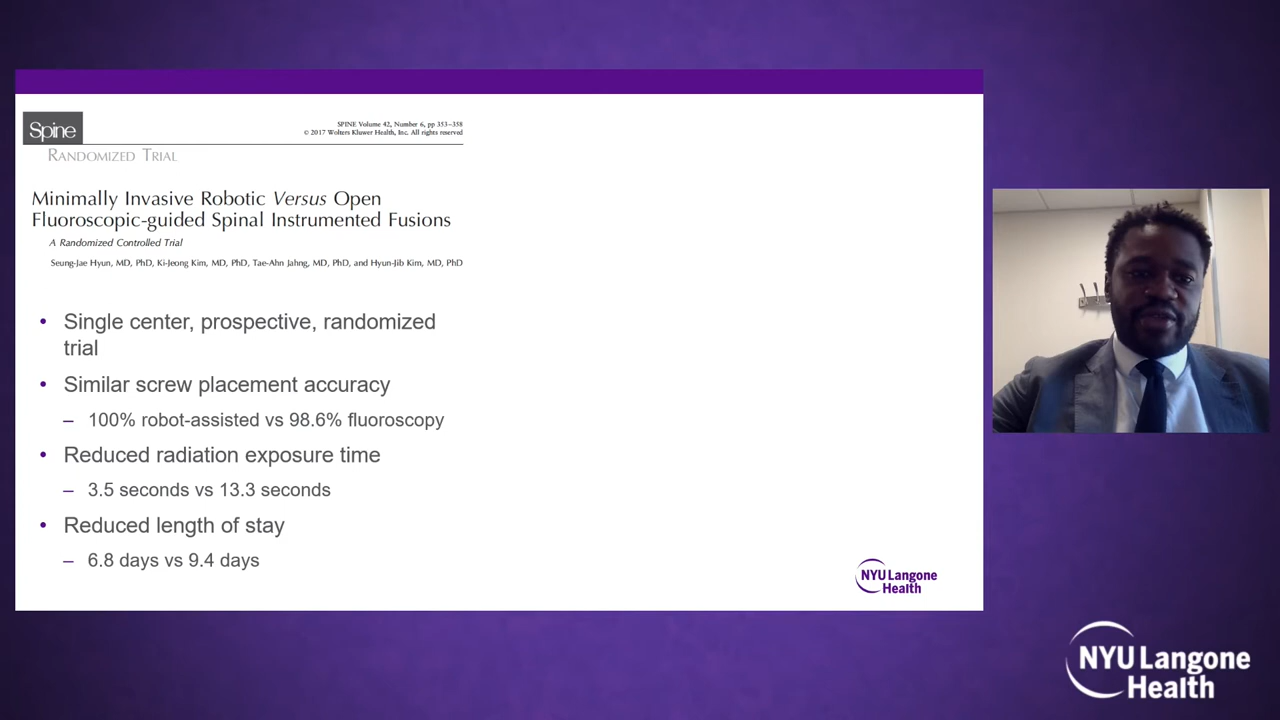 Spine
SPINE Volume 42, Number 6, pp 353–358
© 2017 Wolters Kluwer Health, Inc. All rights reserved
RANDOMIZED TRIAL
Minimally Invasive Robotic Versus Open
Fluoroscopic-guided Spinal Instrumented Fusions
A Randomized Controlled Trial
Seung-Jae Hyun, MD, PhD, Ki-Jeong Kim, MD, PhD, Tae-Ahn Jahng, MD, PhD, and Hyun-Jib Kim, MD, PhD
• Single center, prospective, randomized
trial
• Similar screw placement accuracy
– 100% robot-assisted vs 98.6% fluoroscopy
• Reduced radiation exposure time
– 3.5 seconds vs 13.3 seconds
• Reduced length of stay
– 6.8 days vs 9.4 days
NYU Langone
Health
NYU Langone
Health